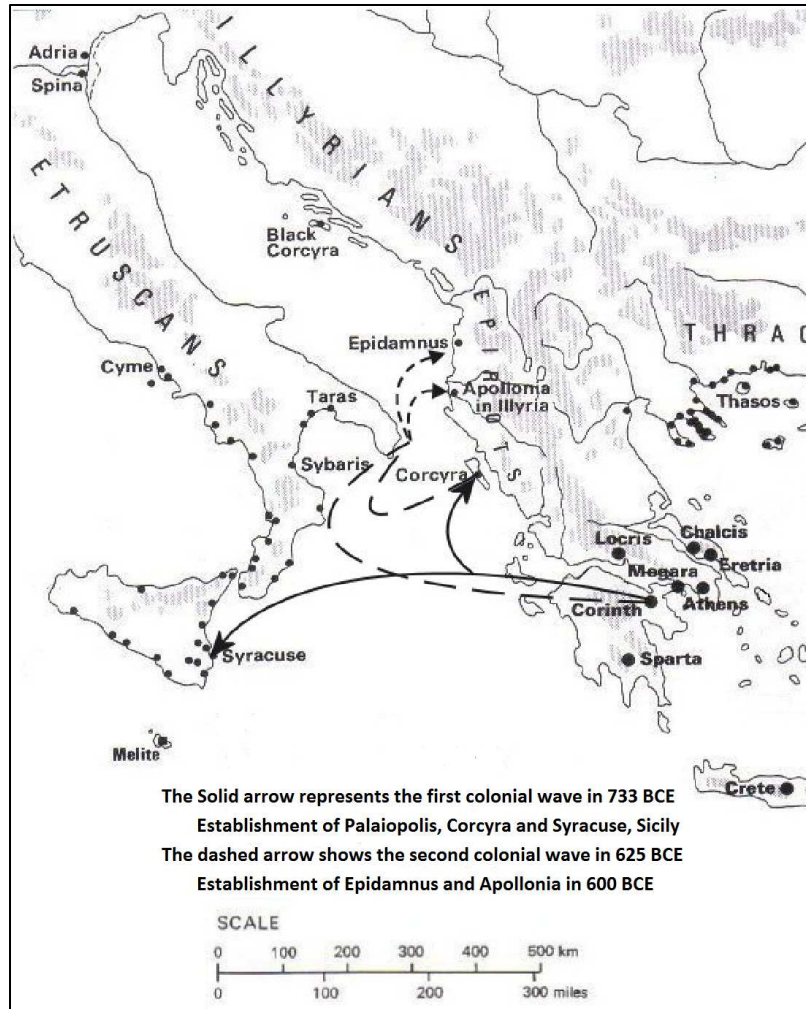 Adria
Spina
ILLYRIANS
ETRUSCANS
Black
Corcyra
EPIROTS
Epidamnus
THRAC
Cyme
Apollonia
in Illyria
Taras
Thasos
Sybaris
Corcyra
Chalcis
Locris
Eretria
Megara
Athens
Corinth
Syracuse
Sparta
Melite
Crete
The Solid arrow represents the first colonial wave in 733 BCE
Establishment of Palaiopolis, Corcyra and Syracuse, Sicily
The dashed arrow shows the second colonial wave in 625 BCE
Establishment of Epidamnus and Apollonia in 600 BCE
SCALE
0 100 200 300 400 500 km
0 100 200 300 miles